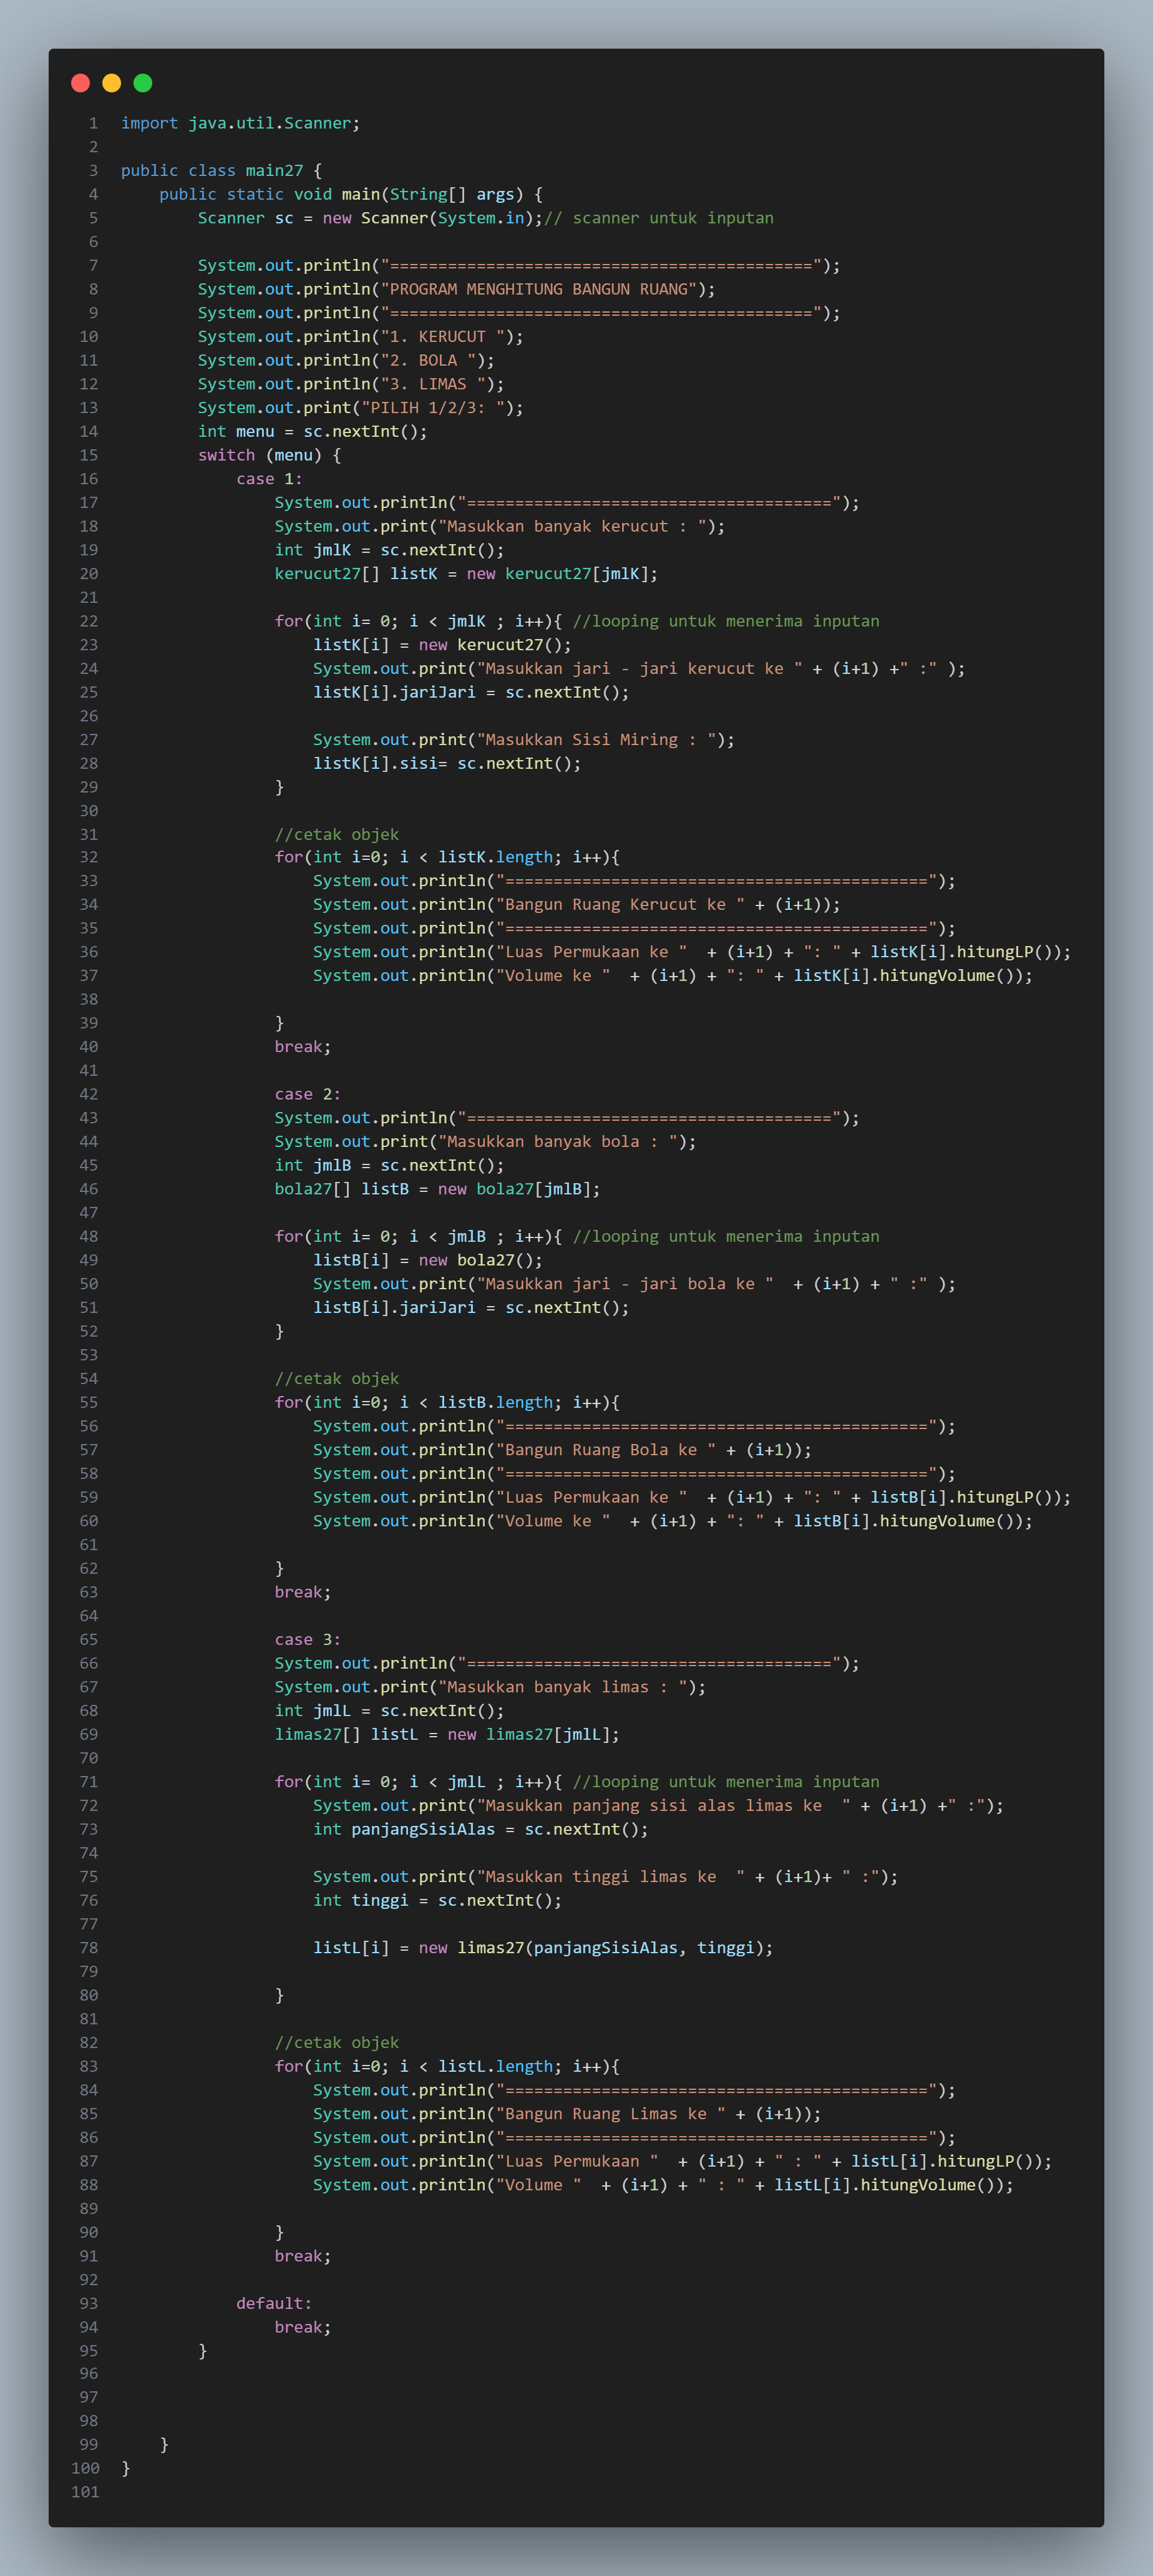 1 import java.util.Scanner;
2
3 public class main27 {
4     public static void main(String[] args) {
5         Scanner sc = new Scanner(System.in);// scanner untuk inputan
6
7         System.out.println("============================================");
8         System.out.println("PROGRAM MENGHITUNG BANGUN RUANG");
9         System.out.println("============================================");
10         System.out.println("1. KERUCUT ");
11         System.out.println("2. BOLA ");
12         System.out.println("3. LIMAS ");
13         System.out.print("PILIH 1/2/3: ");
14         int menu = sc.nextInt();
15         switch (menu) {
16             case 1:
17                 System.out.println("======================================");
18                 System.out.print("Masukkan banyak kerucut : ");
19                 int jmlK = sc.nextInt();
20                 kerucut27[] listK = new kerucut27[jmlK];
21
22                 for(int i= 0; i < jmlK ; i++){ //looping untuk menerima inputan
23                     listK[i] = new kerucut27();
24                     System.out.print("Masukkan jari - jari kerucut ke " + (i+1) +" :" );
25                     listK[i].jariJari = sc.nextInt();
26
27                     System.out.print("Masukkan Sisi Miring : ");
28                     listK[i].sisi= sc.nextInt();
29                 }
30
31                 //cetak objek
32                 for(int i=0; i < listK.length; i++){
33                     System.out.println("============================================");
34                     System.out.println("Bangun Ruang Kerucut ke " + (i+1));
35                     System.out.println("============================================");
36                     System.out.println("Luas Permukaan ke "  + (i+1) + ": " + listK[i].hitungLP());
37                     System.out.println("Volume ke "  + (i+1) + ": " + listK[i].hitungVolume());
38
39                 }
40                 break;
41
42                 case 2:
43                 System.out.println("======================================");
44                 System.out.print("Masukkan banyak bola : ");
45                 int jmlB = sc.nextInt();
46                 bola27[] listB = new bola27[jmlB];
47
48                 for(int i= 0; i < jmlB ; i++){ //looping untuk menerima inputan
49                     listB[i] = new bola27();
50                     System.out.print("Masukkan jari - jari bola ke "  + (i+1) + " :" );
51                     listB[i].jariJari = sc.nextInt();
52                 }
53
54                 //cetak objek
55                 for(int i=0; i < listB.length; i++){
56                     System.out.println("============================================");
57                     System.out.println("Bangun Ruang Bola ke " + (i+1));
58                     System.out.println("============================================");
59                     System.out.println("Luas Permukaan ke "  + (i+1) + ": " + listB[i].hitungLP());
60                     System.out.println("Volume ke "  + (i+1) + ": " + listB[i].hitungVolume());
61
62                 }
63                 break;
64
65                 case 3:
66                 System.out.println("======================================");
67                 System.out.print("Masukkan banyak limas : ");
68                 int jmlL = sc.nextInt();
69                 limas27[] listL = new limas27[jmlL];
70
71                 for(int i= 0; i < jmlL ; i++){ //looping untuk menerima inputan
72                     System.out.print("Masukkan panjang sisi alas limas ke  " + (i+1) +" :");
73                     int panjangSisiAlas = sc.nextInt();
74
75                     System.out.print("Masukkan tinggi limas ke  " + (i+1)+ " :");
76                     int tinggi = sc.nextInt();
77
78                     listL[i] = new limas27(panjangSisiAlas, tinggi);
79
80                 }
81
82                 //cetak objek
83                 for(int i=0; i < listL.length; i++){
84                     System.out.println("============================================");
85                     System.out.println("Bangun Ruang Limas ke " + (i+1));
86                     System.out.println("============================================");
87                     System.out.println("Luas Permukaan "  + (i+1) + " : " + listL[i].hitungLP());
88                     System.out.println("Volume "  + (i+1) + " : " + listL[i].hitungVolume());
89
90                 }
91                 break;
92
93             default:
94                 break;
95         }
96
97
98
99     }
100 }
101